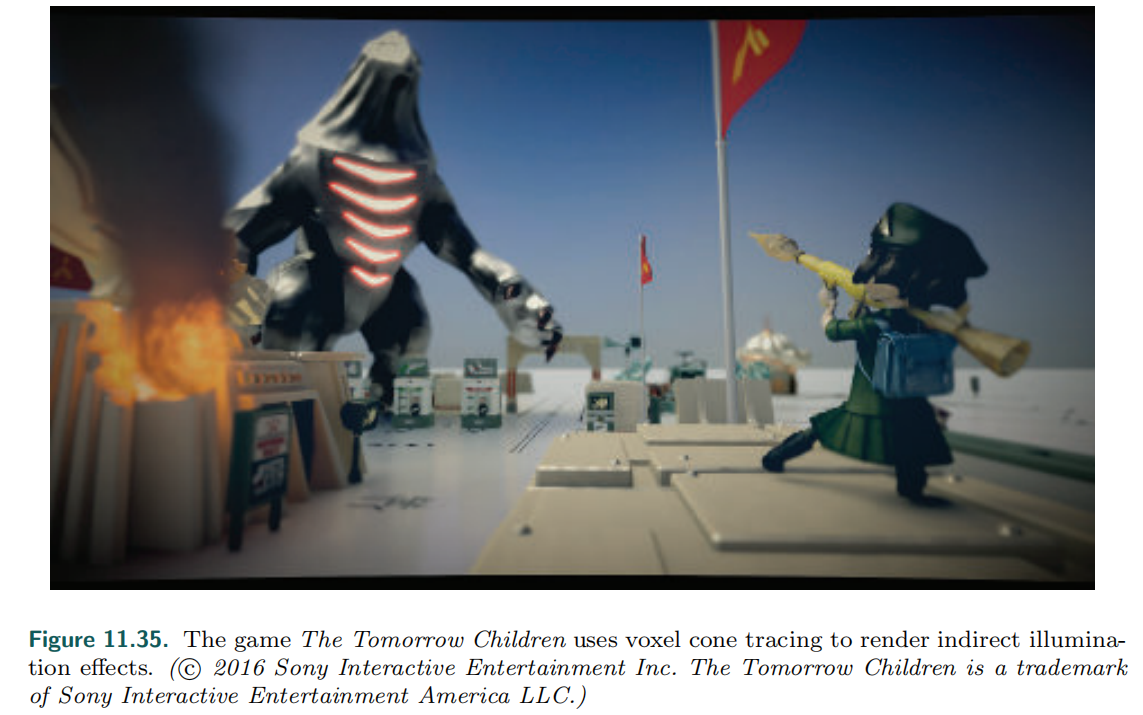 Figure 11.35. The game The Tomorrow Children uses voxel cone tracing to render indirect illumina-
tion effects. (© 2016 Sony Interactive Entertainment Inc. The Tomorrow Children is a trademark
of Sony Interactive Entertainment America LLC.)